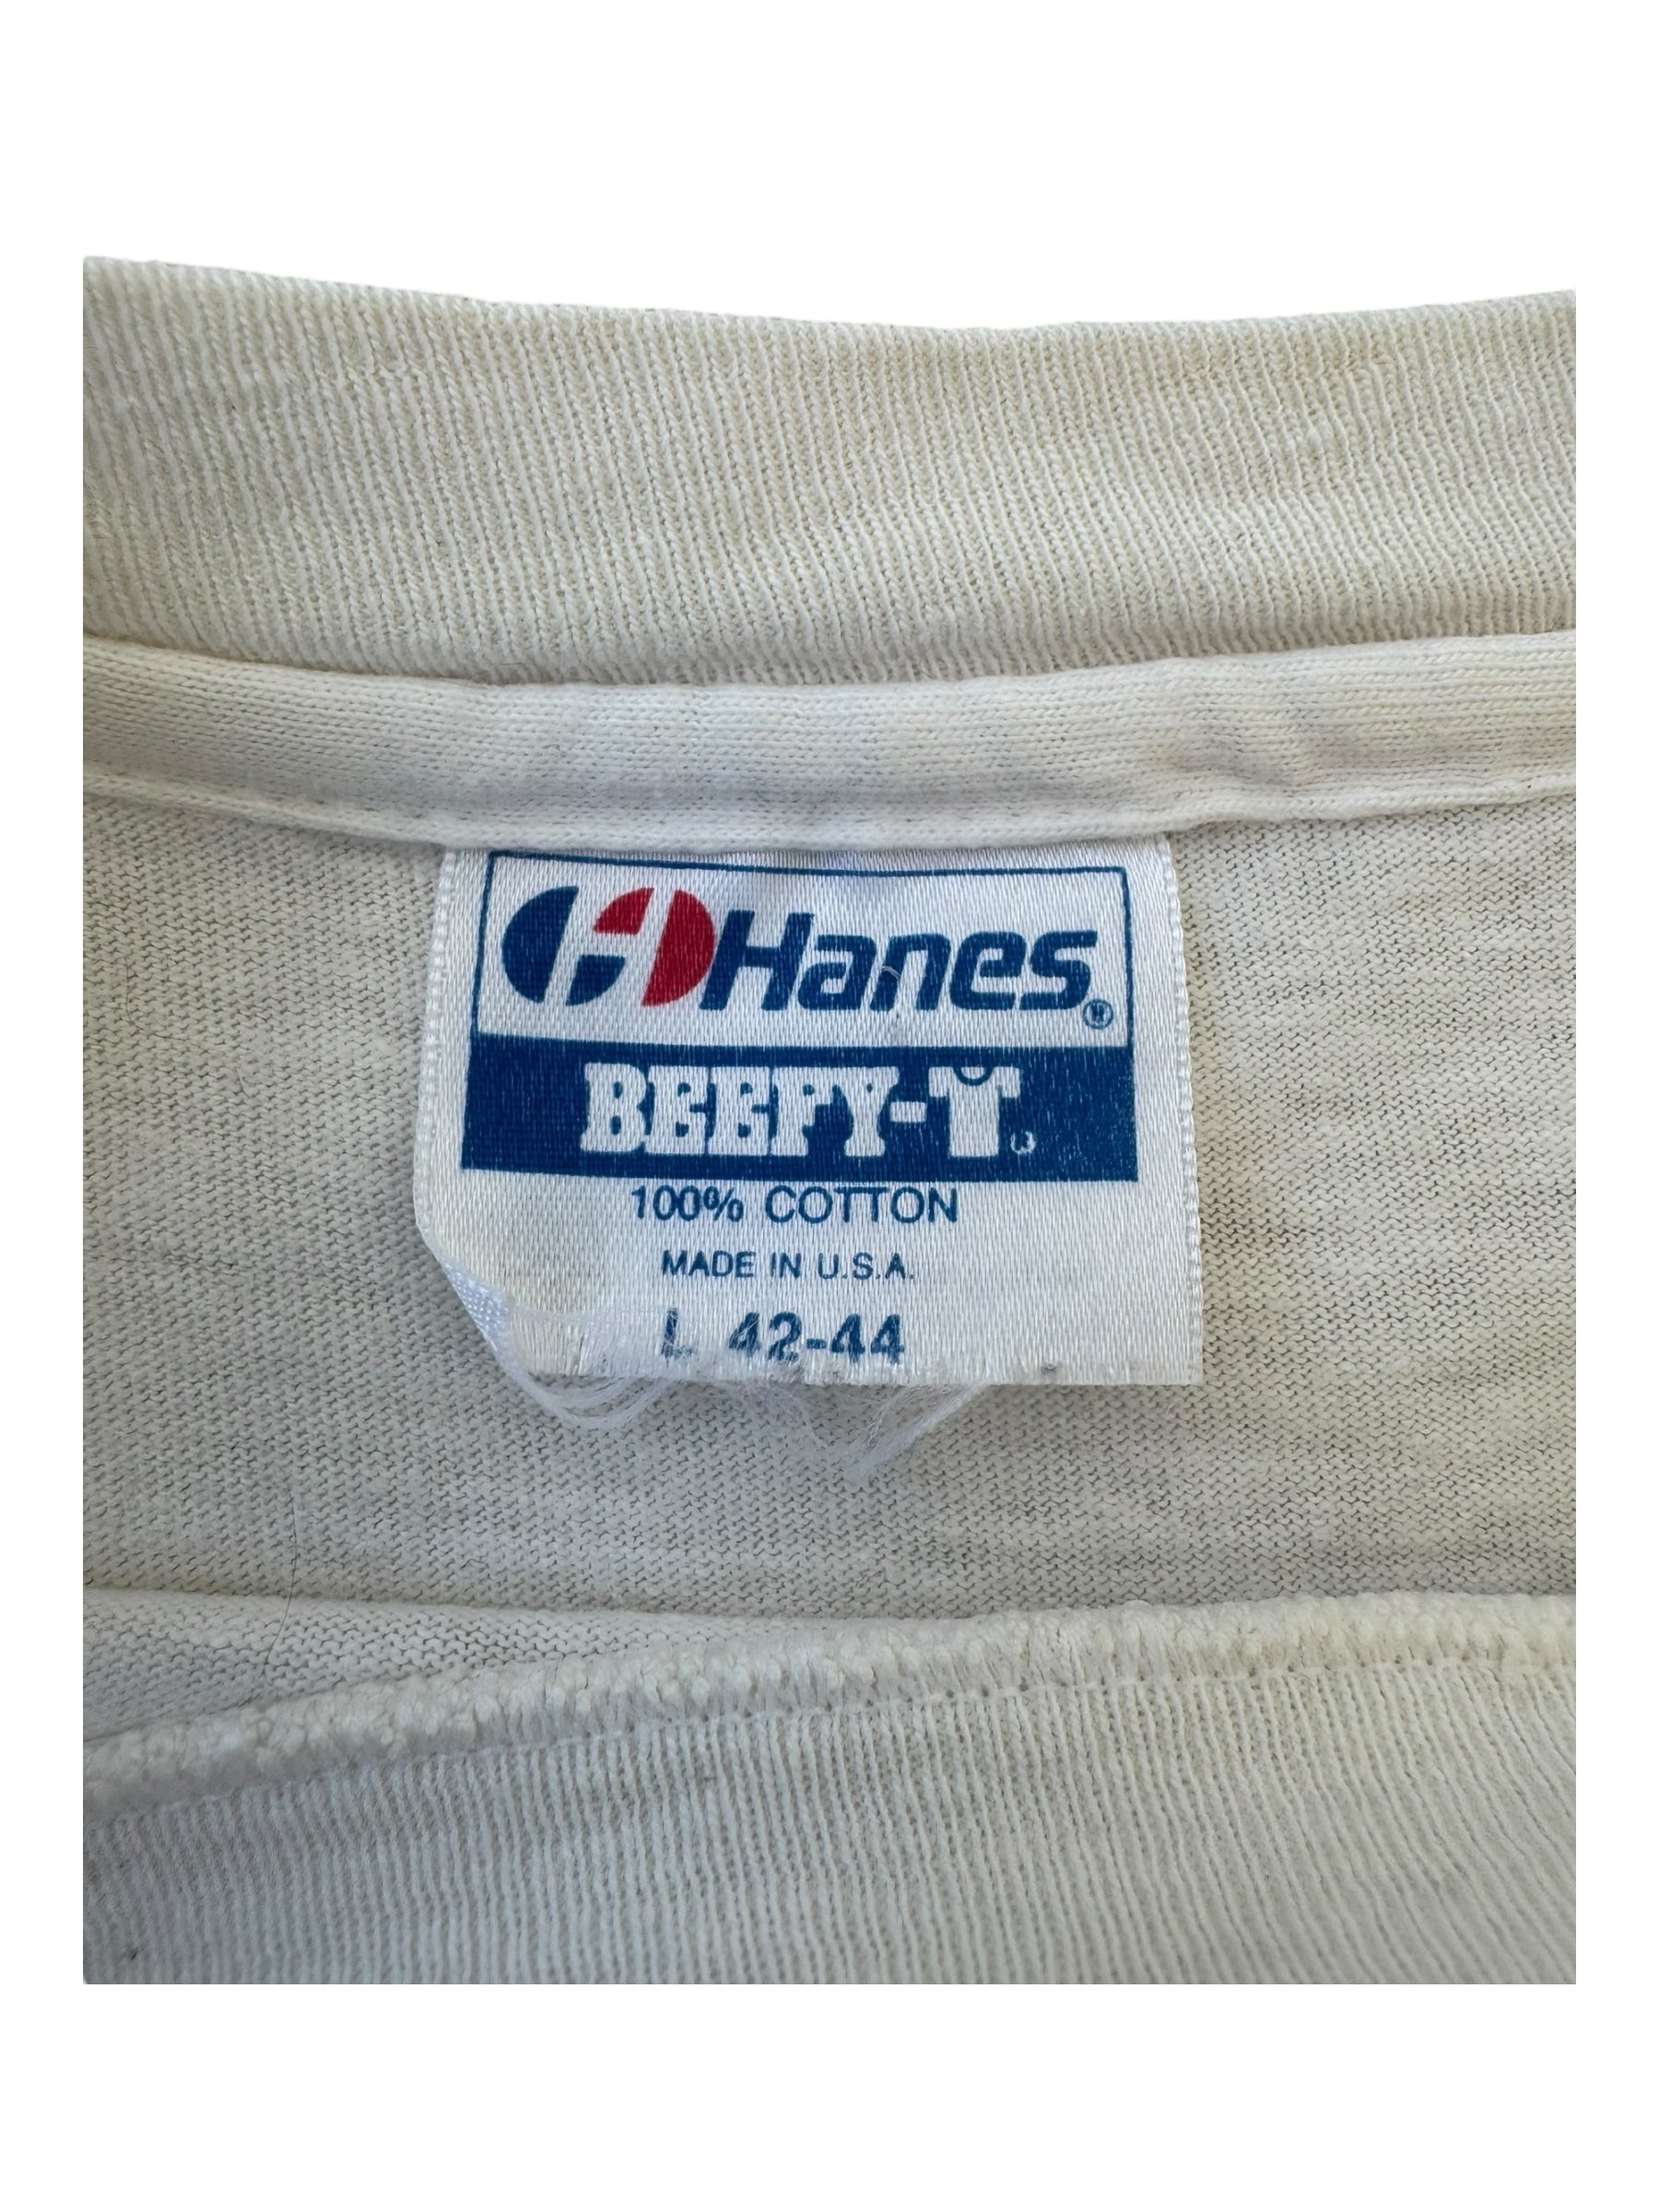 Hanes®
BEEFY-T®
100% COTTON
MADE IN U.S.A.
L 42-44